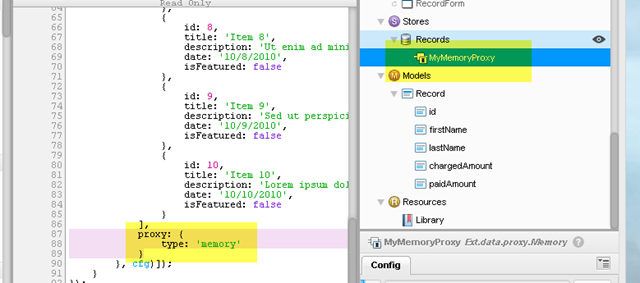 Read Only
64 },
65 {
66 id: 8,
67 title: 'Item 8',
68 description: 'Ut enim ad mini
69 date: '10/8/2010',
70 isFeatured: false
71 },
72 {
73 id: 9,
74 title: 'Item 9',
75 description: 'Sed ut perspici
76 date: '10/9/2010',
77 isFeatured: false
78 },
79 {
80 id: 10,
81 title: 'Item 10',
82 description: 'Lorem ipsum dol
83 date: '10/10/2010',
84 isFeatured: false
85 }
86 ],
87 proxy: {
88 type: 'memory'
89 }
90 }, cfg)]);
91 }
92 });
RecordForm
S Stores
Records
MyMemoryProxy
M Models
Record
id
firstName
lastName
chargedAmount
paidAmount
R Resources
Library
MyMemoryProxy Ext.data.proxy.Memory ?
Config